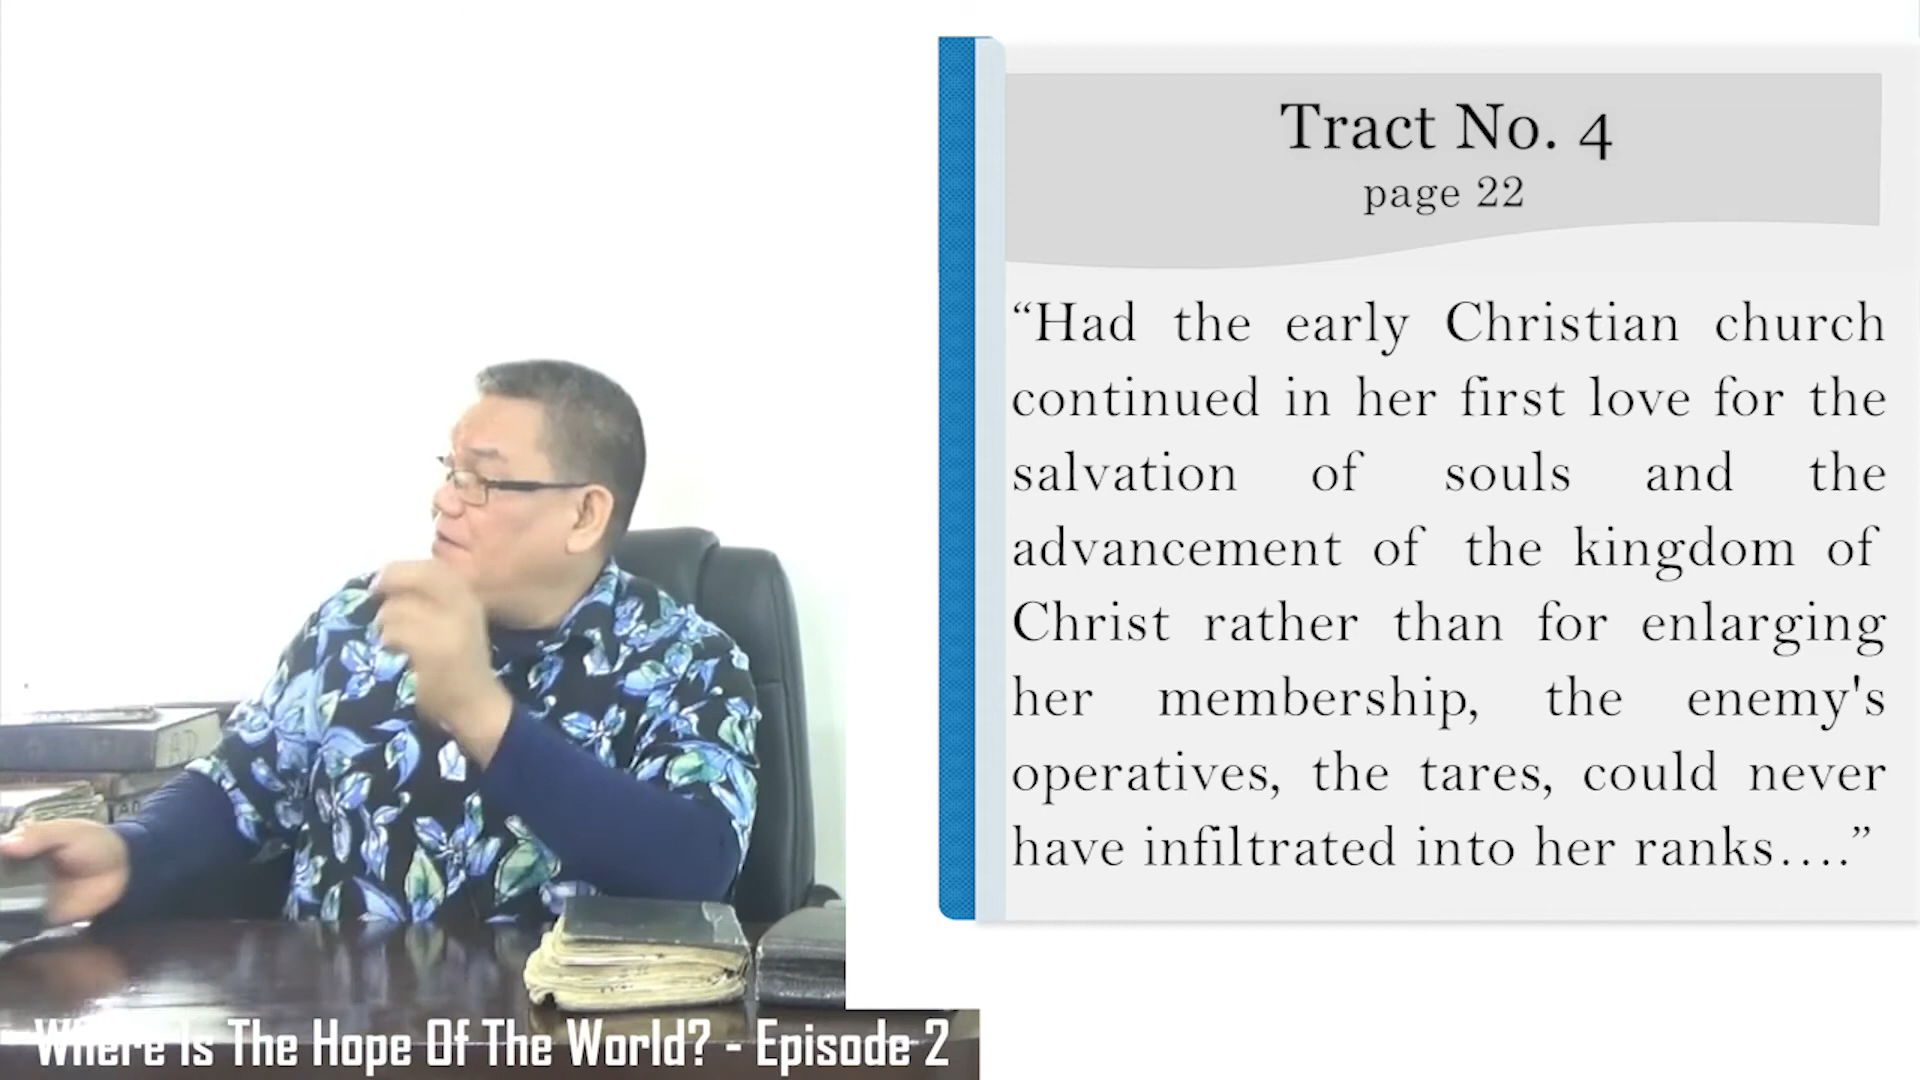 Tract No. 4
page 22
“Had the early Christian church
continued in her first love for the
salvation of souls and the
advancement of the kingdom of
Christ rather than for enlarging
her membership, the enemy's
operatives, the tares, could never
have infiltrated into her ranks....”
Where Is The Hope Of The World? - Episode 2